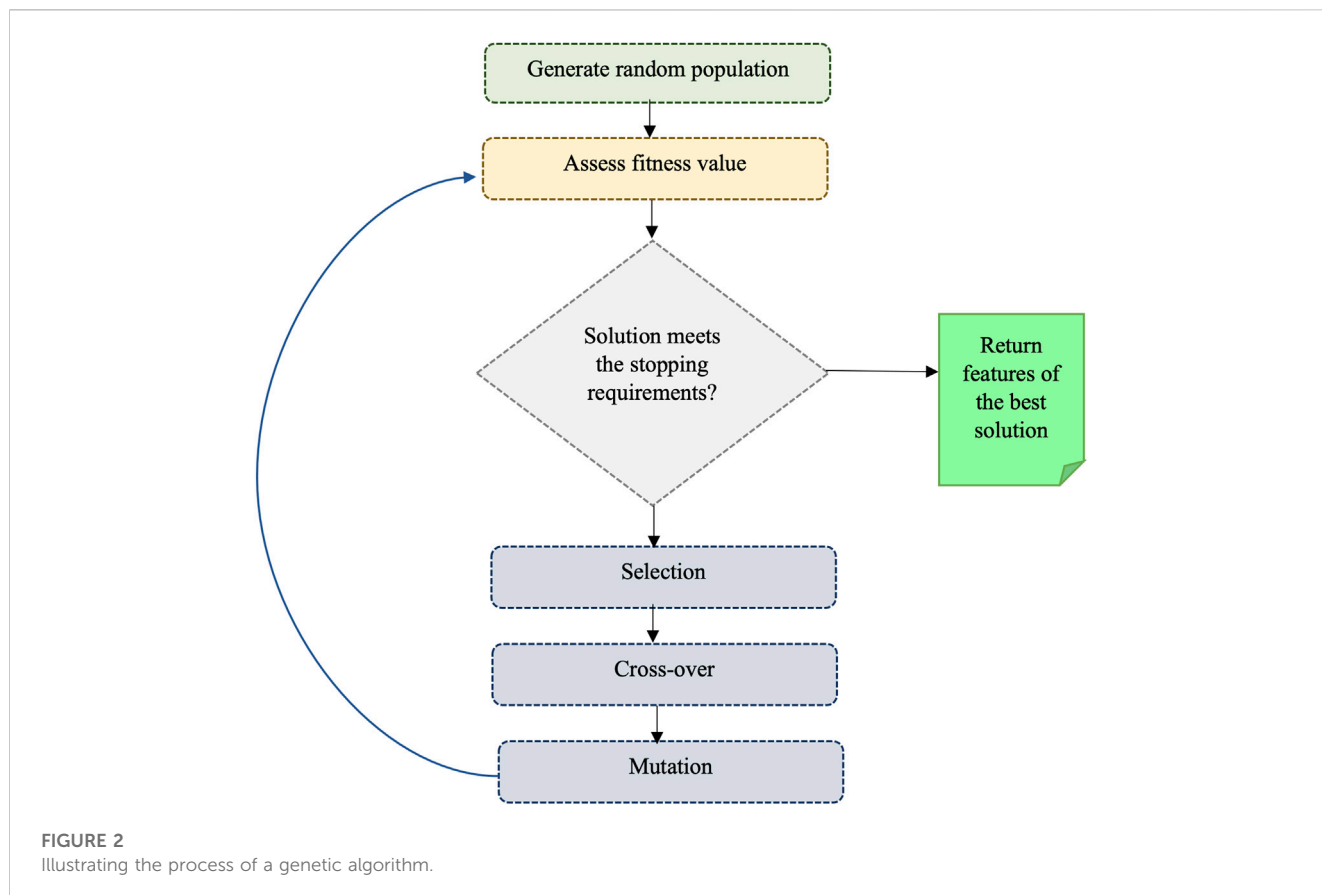 Generate random population
Assess fitness value
Solution meets
the stopping
requirements?
Return
features of
the best
solution
Selection
Cross-over
Mutation
FIGURE 2
Illustrating the process of a genetic algorithm.